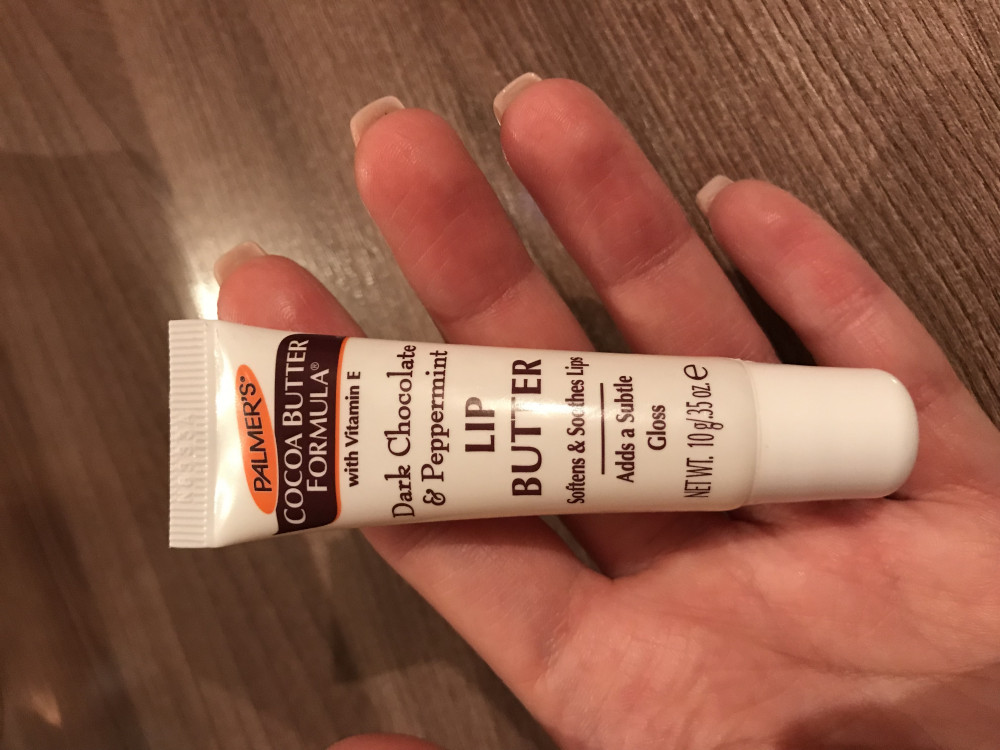 PALMER'S®
COCOA BUTTER
FORMULA®
with Vitamin E
Dark Chocolate
& Peppermint
LIP
BUTTER
Softens & Soothes Lips
Adds a Subtle
Gloss
NET WT. 10 g/.35 oz. e